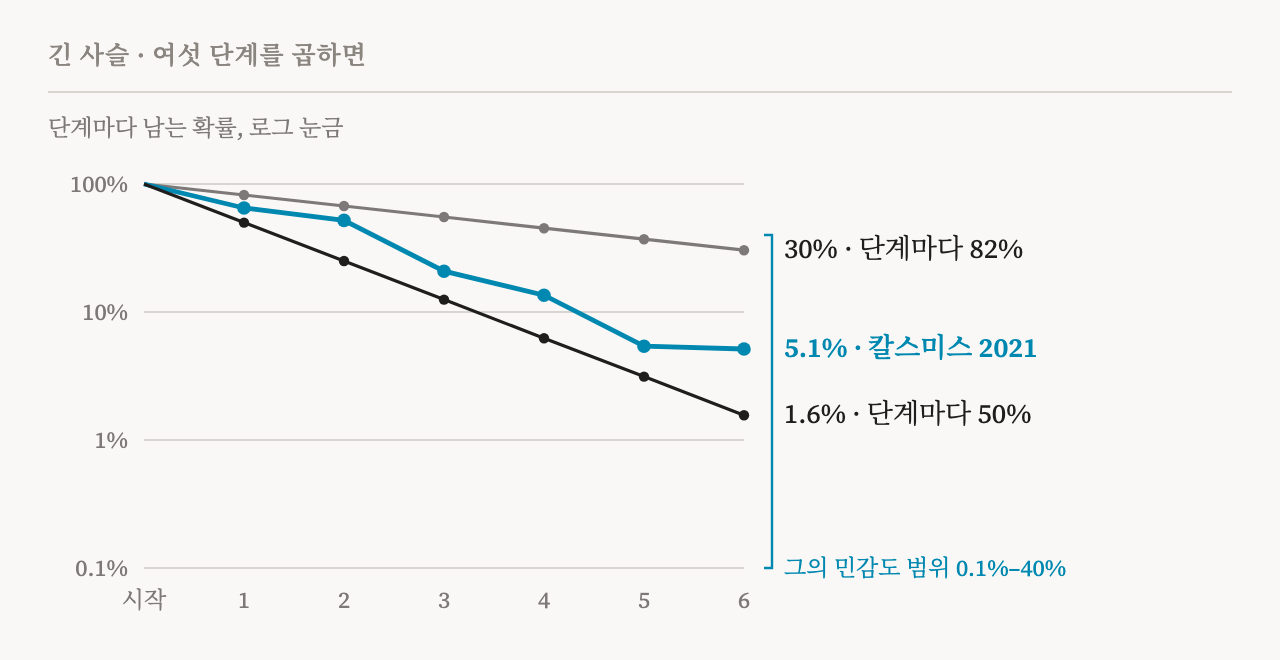 긴 사슬 · 여섯 단계를 곱하면
단계마다 남는 확률, 로그 눈금
100%
10%
1%
0.1%
30% · 단계마다 82%
5.1% · 칼스미스 2021
1.6% · 단계마다 50%
그의 민감도 범위 0.1%–40%
시작 1 2 3 4 5 6